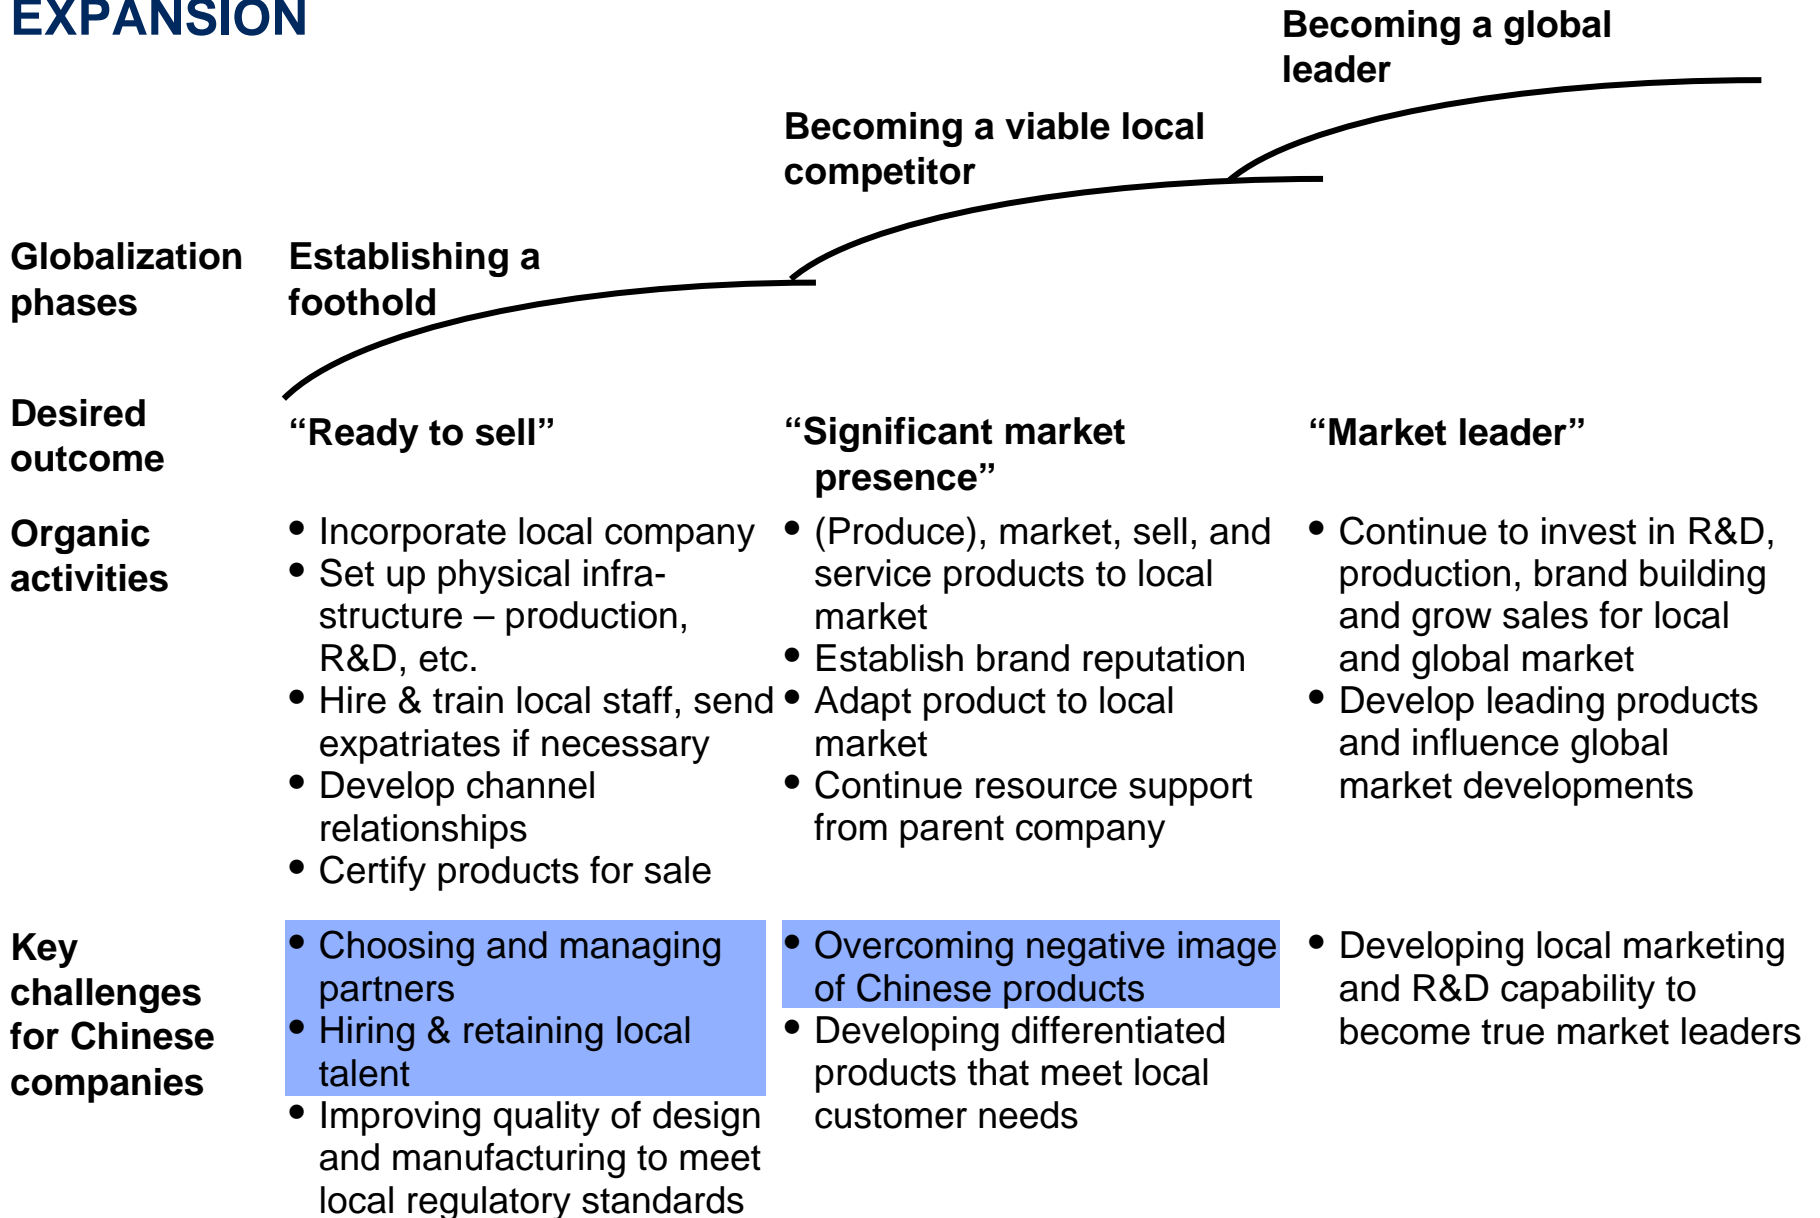 EXPANSION
Becoming a global
leader
Becoming a viable local
competitor
Globalization
phases
Establishing a
foothold
Desired
outcome
“Ready to sell”
“Significant market
presence”
“Market leader”
Organic
activities
• Incorporate local company
• Set up physical infra-
structure – production,
R&D, etc.
• Hire & train local staff, send
expatriates if necessary
• Develop channel
relationships
• Certify products for sale
• (Produce), market, sell, and
service products to local
market
• Establish brand reputation
• Adapt product to local
market
• Continue resource support
from parent company
• Continue to invest in R&D,
production, brand building
and grow sales for local
and global market
• Develop leading products
and influence global
market developments
Key
challenges
for Chinese
companies
• Choosing and managing
partners
• Hiring & retaining local
talent
• Improving quality of design
and manufacturing to meet
local regulatory standards
• Overcoming negative image
of Chinese products
• Developing differentiated
products that meet local
customer needs
• Developing local marketing
and R&D capability to
become true market leaders